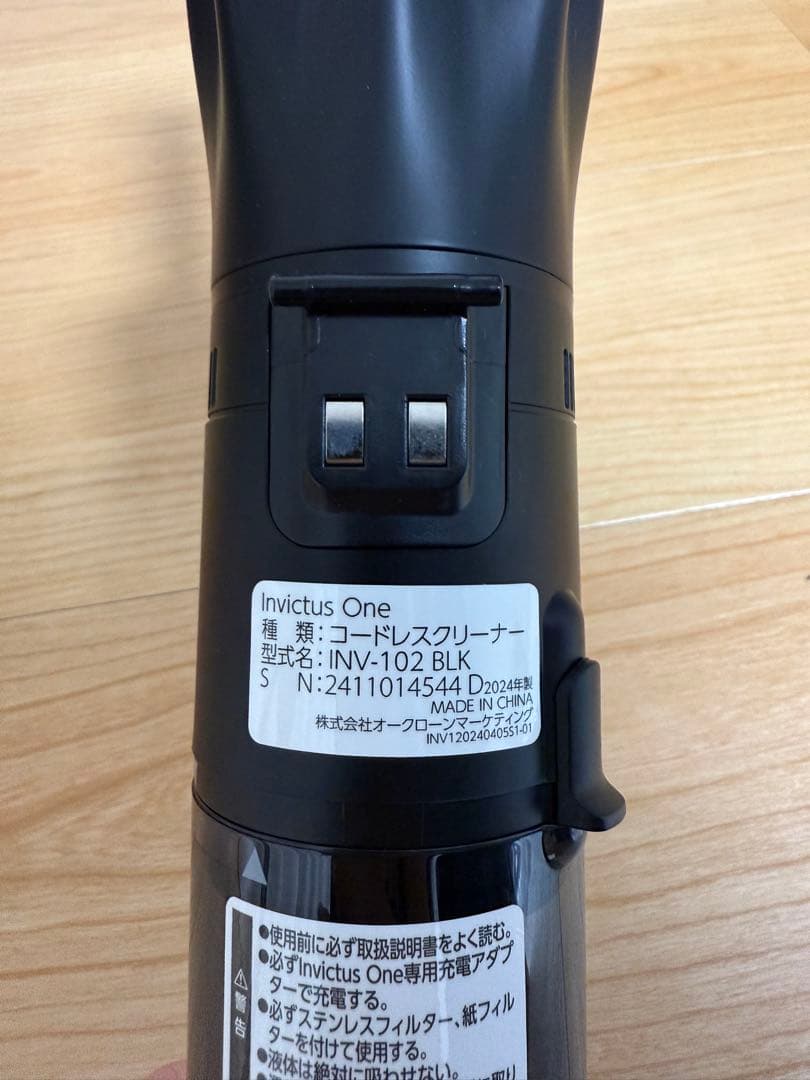 Invictus One
種 類：コードレスクリーナー
型式名：INV-102 BLK
S N：2411014544 D2024年製
MADE IN CHINA
株式会社オークローンマーケティング
INV120240405S1-01
警告
●使用前に必ず取扱説明書をよく読む。
●必ずInvictus One専用充電アダプ
ターで充電する。
●必ずステンレスフィルター、紙フィル
ターを付けて使用する。
●液体は絶対に吸わせない。